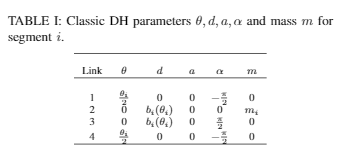 TABLE I: Classic DH parameters θ, d, a, α and mass m for
segment i.
Link θ d a α m
1 θᵢ/2 0 0 −π/2 0
2 0 bᵢ(θᵢ) 0 0 mᵢ
3 0 bᵢ(θᵢ) 0 π/2 0
4 θᵢ/2 0 0 −π/2 0